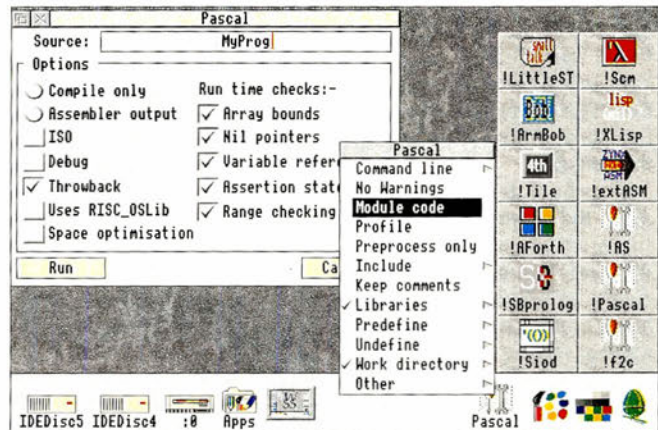 Pascal
Source: MyProg
Options
Compile only
Assembler output
ISO
Debug
Throwback
Uses RISC_OSLib
Space optimisation
Run time checks:-
Array bounds
Nil pointers
Variable refere
Assertion state
Range checking
Run
Ca
Pascal
Command line
No Warnings
Module code
Profile
Preprocess only
Include
Keep comments
Libraries
Predefine
Undefine
Work directory
Other
!LittleST !Scm
Bob lisp
!ArmBob !XLisp
4th
!Tile !extASM
!AForth !AS
!SBprolog !Pascal
!Siod !f2c
IDEDisc5 IDEDisc4 :0 Apps
Pascal